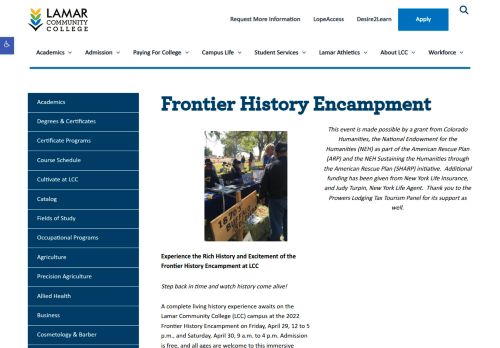 LAMAR
COMMUNITY
COLLEGE
Request More Information LopeAccess Desire2Learn Apply
Academics Admission Paying For College Campus Life Student Services Lamar Athletics About LCC Workforce
Academics
Degrees & Certificates
Certificate Programs
Course Schedule
Cultivate at LCC
Catalog
Fields of Study
Occupational Programs
Agriculture
Precision Agriculture
Allied Health
Business
Cosmetology & Barber
Frontier History Encampment
This event is made possible by a grant from Colorado
Humanities, the National Endowment for the
Humanities (NEH) as part of the American Rescue Plan
(ARP) and the NEH Sustaining the Humanities through
the American Rescue Plan (SHARP) initiative. Additional
funding has been given from New York Life Insurance,
and Judy Turpin, New York Life Agent. Thank you to the
Prowers Lodging Tax Tourism Panel for its support as
well.
Experience the Rich History and Excitement of the
Frontier History Encampment at LCC
Step back in time and watch history come alive!
A complete living history experience awaits on the
Lamar Community College (LCC) campus at the 2022
Frontier History Encampment on Friday, April 29, 12 to 5
p.m., and Saturday, April 30, 9 a.m. to 4 p.m. Admission
is free, and all ages are welcome to this immersive